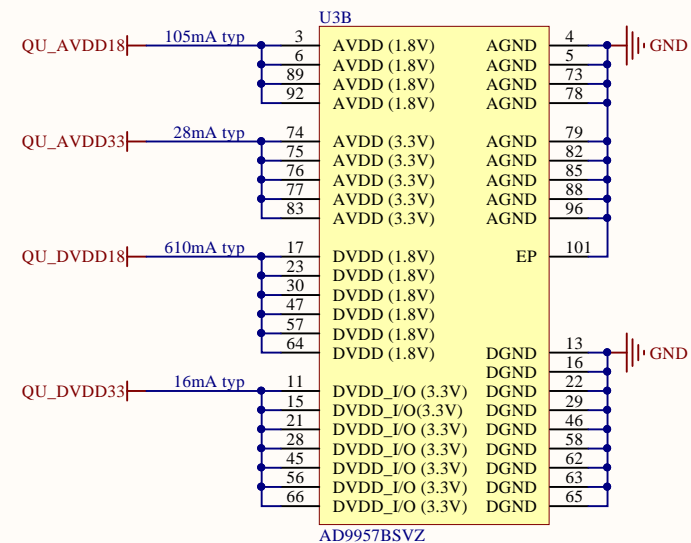 U3B
QU_AVDD18 105mA typ 3 AVDD (1.8V) AGND 4 GND
6 AVDD (1.8V) AGND 5
89 AVDD (1.8V) AGND 73
92 AVDD (1.8V) AGND 78
QU_AVDD33 28mA typ 74 AVDD (3.3V) AGND 79
75 AVDD (3.3V) AGND 82
76 AVDD (3.3V) AGND 85
77 AVDD (3.3V) AGND 88
83 AVDD (3.3V) AGND 96
QU_DVDD18 610mA typ 17 DVDD (1.8V) EP 101
23 DVDD (1.8V)
30 DVDD (1.8V)
47 DVDD (1.8V)
57 DVDD (1.8V)
64 DVDD (1.8V) DGND 13 GND
DGND 16
QU_DVDD33 16mA typ 11 DVDD_I/O (3.3V) DGND 22
15 DVDD_I/O(3.3V) DGND 29
21 DVDD_I/O (3.3V) DGND 46
28 DVDD_I/O (3.3V) DGND 58
45 DVDD_I/O (3.3V) DGND 62
56 DVDD_I/O (3.3V) DGND 63
66 DVDD_I/O (3.3V) DGND 65
AD9957BSVZ